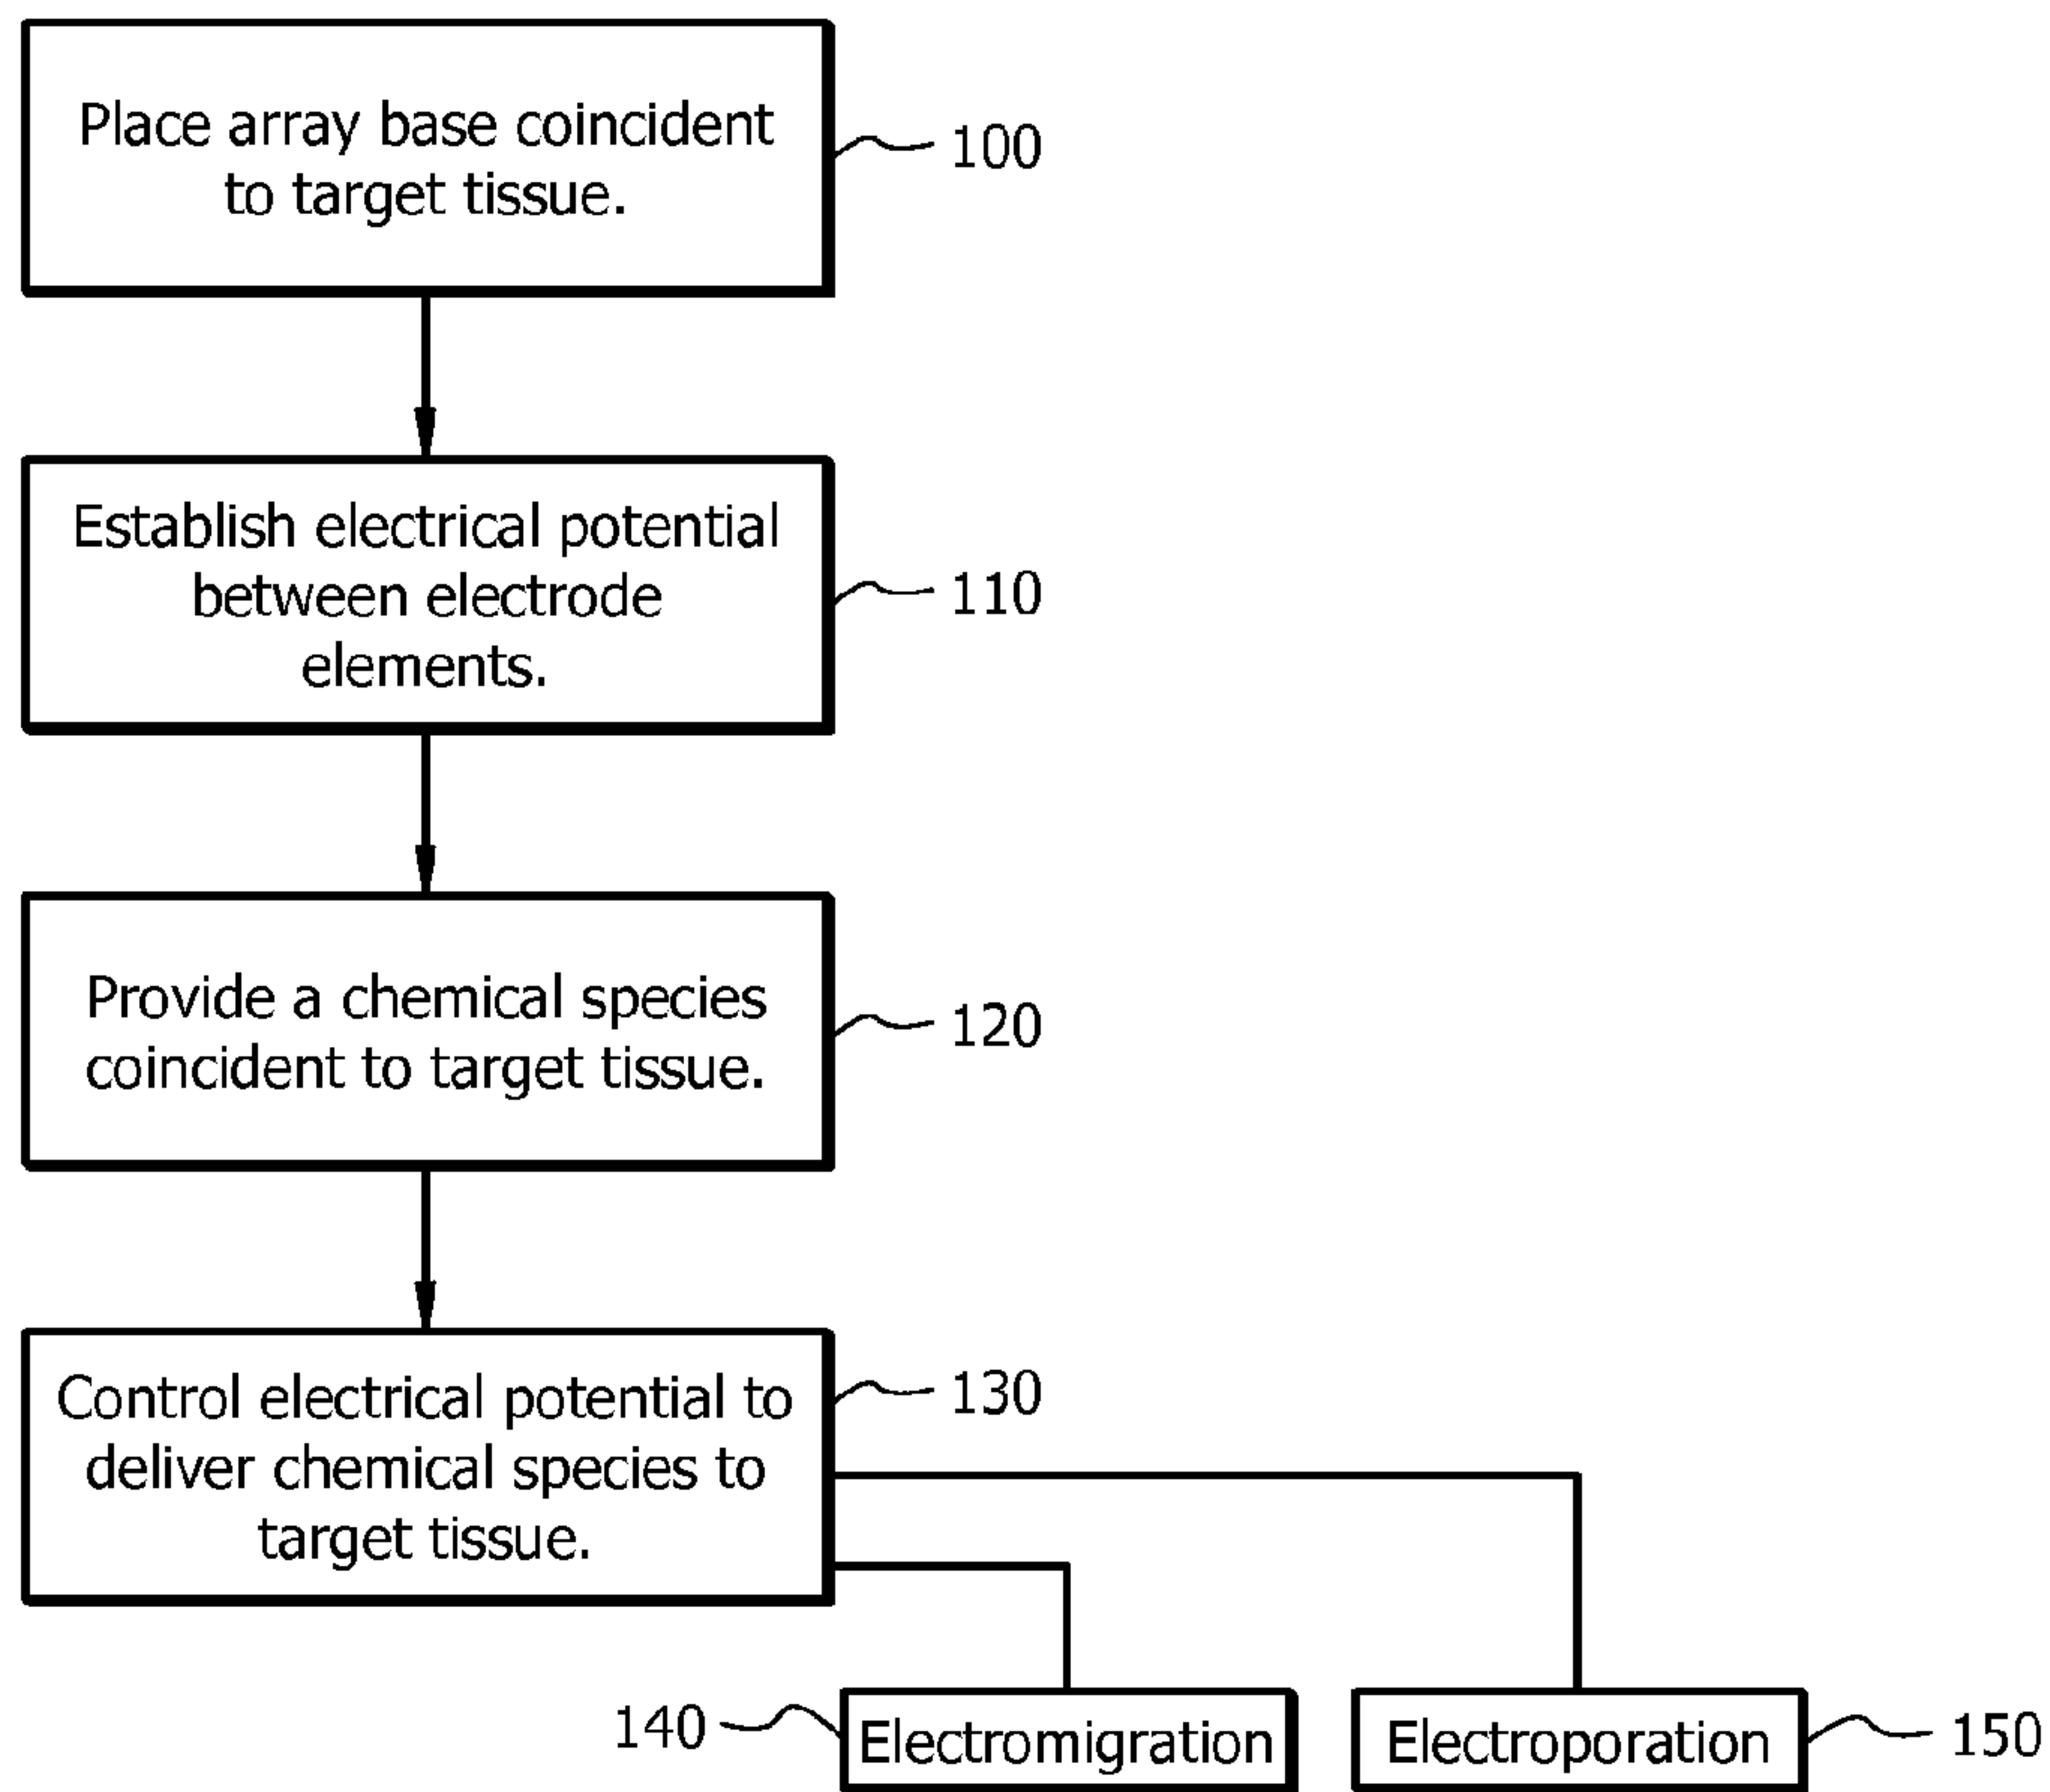 Place array base coincident
to target tissue.
100
Establish electrical potential
between electrode
elements.
110
Provide a chemical species
coincident to target tissue.
120
Control electrical potential to
deliver chemical species to
target tissue.
130
140
Electromigration
Electroporation
150